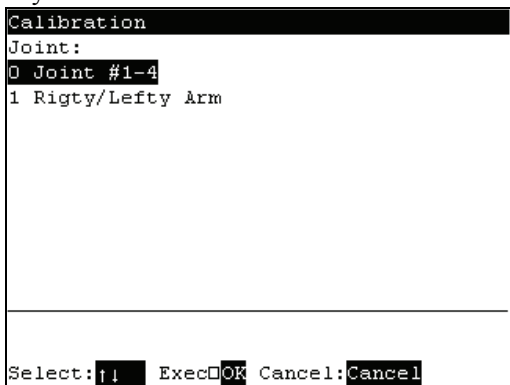 Calibration
Joint:
0 Joint #1-4
1 Rigty/Lefty Arm
Select:↑↓ Exec□OK Cancel:Cancel